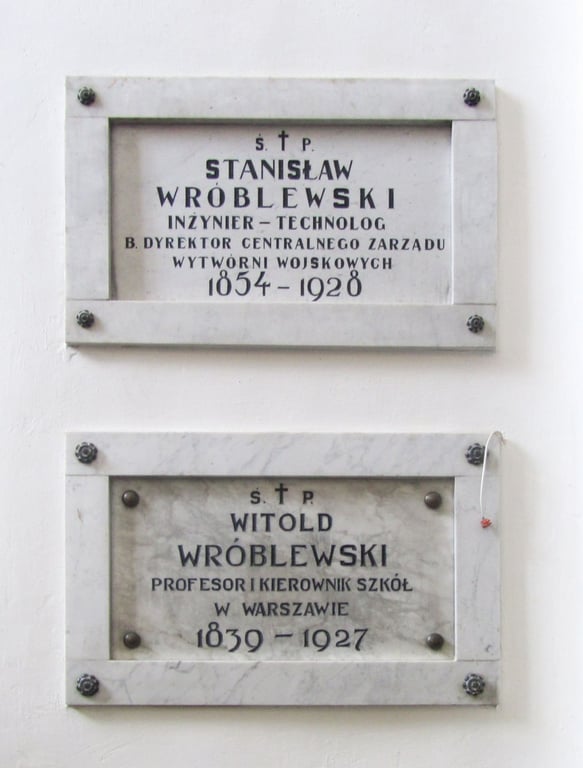 Ś. † P.
STANISŁAW
WRÓBLEWSKI
INŻYNIER – TECHNOLOG
B. DYREKTOR CENTRALNEGO ZARZĄDU
WYTWÓRNI WOJSKOWYCH
1854 – 1928
Ś. † P.
WITOLD
WRÓBLEWSKI
PROFESOR I KIEROWNIK SZKÓŁ
W WARSZAWIE
1839 – 1927